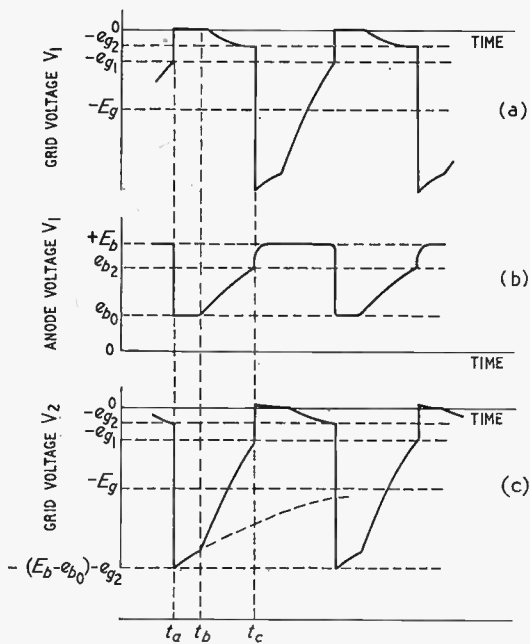 0
-eg2
-eg1
-Eg
GRID VOLTAGE V1
TIME
(a)
+Eb
eb2
eb0
0
ANODE VOLTAGE V1
TIME
(b)
0
-eg2
-eg1
-Eg
-(Eb-eb0)-eg2
GRID VOLTAGE V2
TIME
(c)
ta tb tc